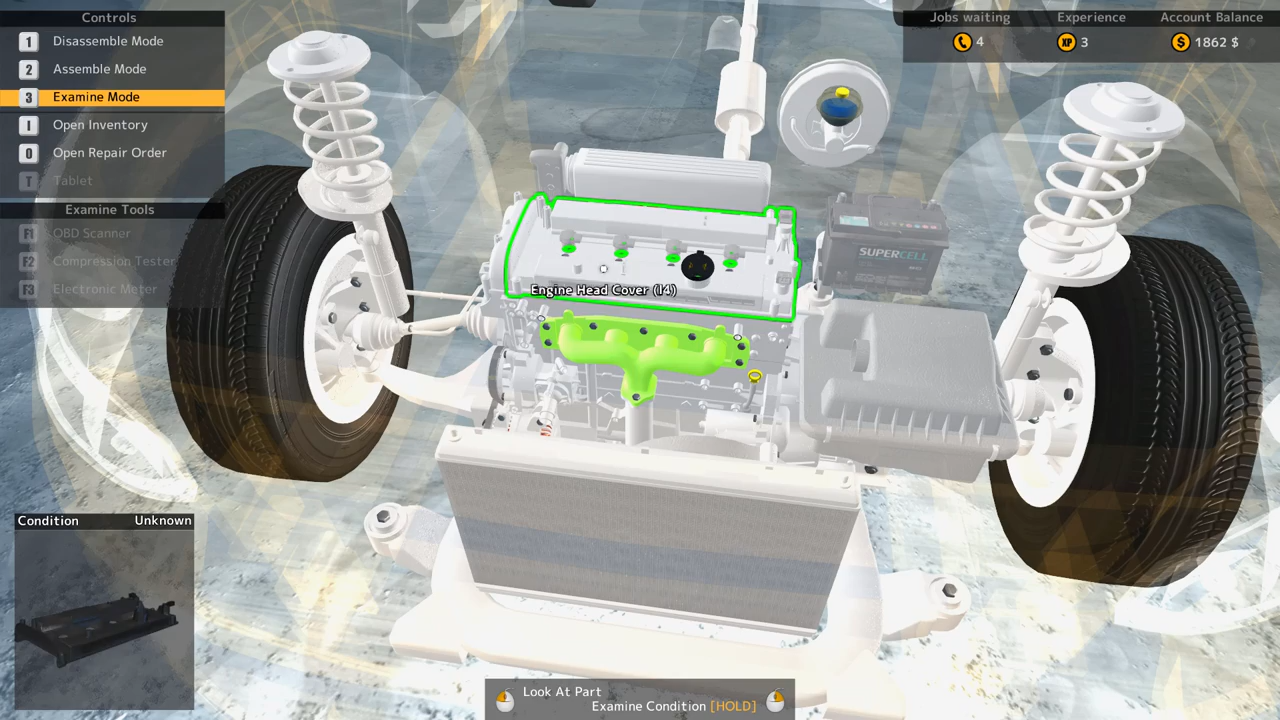 Controls
1 Disassemble Mode
2 Assemble Mode
3 Examine Mode
I Open Inventory
O Open Repair Order
T Tablet
Examine Tools
F1 OBD Scanner
F2 Compression Tester
F3 Electronic Meter
Jobs waiting Experience Account Balance
4 XP 3 $ 1862 $
SUPERCELL
Engine Head Cover (I4)
Condition Unknown
Look At Part
Examine Condition [HOLD]